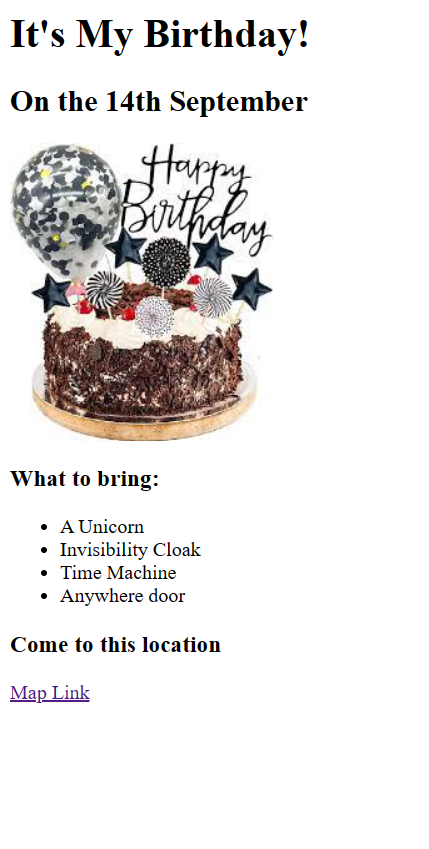 It's My Birthday!
On the 14th September
Happy
Birthday
What to bring:
A Unicorn
Invisibility Cloak
Time Machine
Anywhere door
Come to this location
Map Link